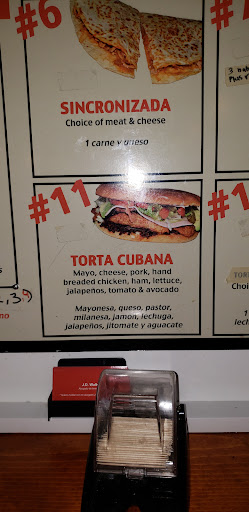 #6
SINCRONIZADA
Choice of meat & cheese
1 carne y queso
#11
TORTA CUBANA
Mayo, cheese, pork, hand
breaded chicken, ham, lettuce,
jalapeños, tomato & avocado
Mayonesa, queso, pastor,
milanesa, jamon, lechuga,
jalapeños, jitomate y aguacate